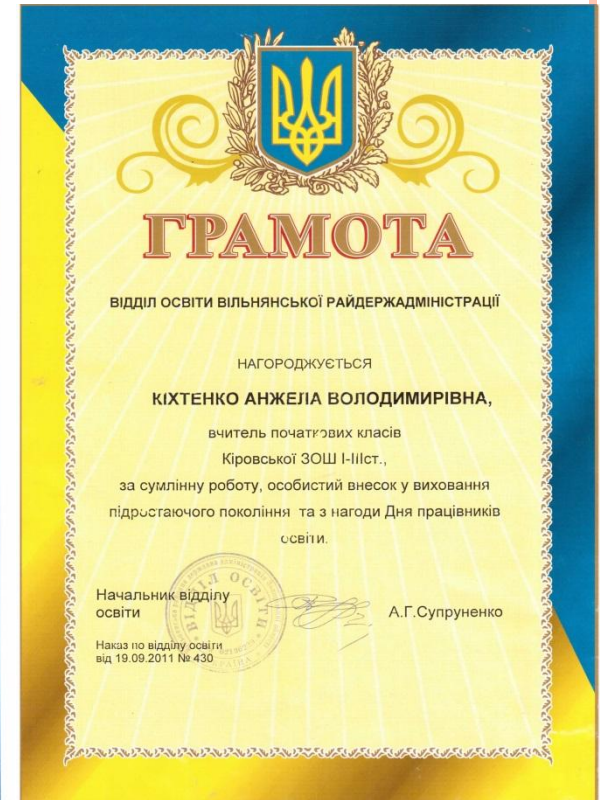 ГРАМОТА
ВІДДІЛ ОСВІТИ ВІЛЬНЯНСЬКОЇ РАЙДЕРЖАДМІНІСТРАЦІЇ
НАГОРОДЖУЄТЬСЯ
КІХТЕНКО АНЖЕЛА ВОЛОДИМИРІВНА,
вчитель початкових класів
Кіровської ЗОШ І-ІІІст.,
за сумлінну роботу, особистий внесок у виховання
підростаючого покоління та з нагоди Дня працівників
освіти.
Начальник відділу
освіти А.Г.Супруненко
Наказ по відділу освіти
від 19.09.2011 № 430
ВІДДІЛ ОСВІТИ